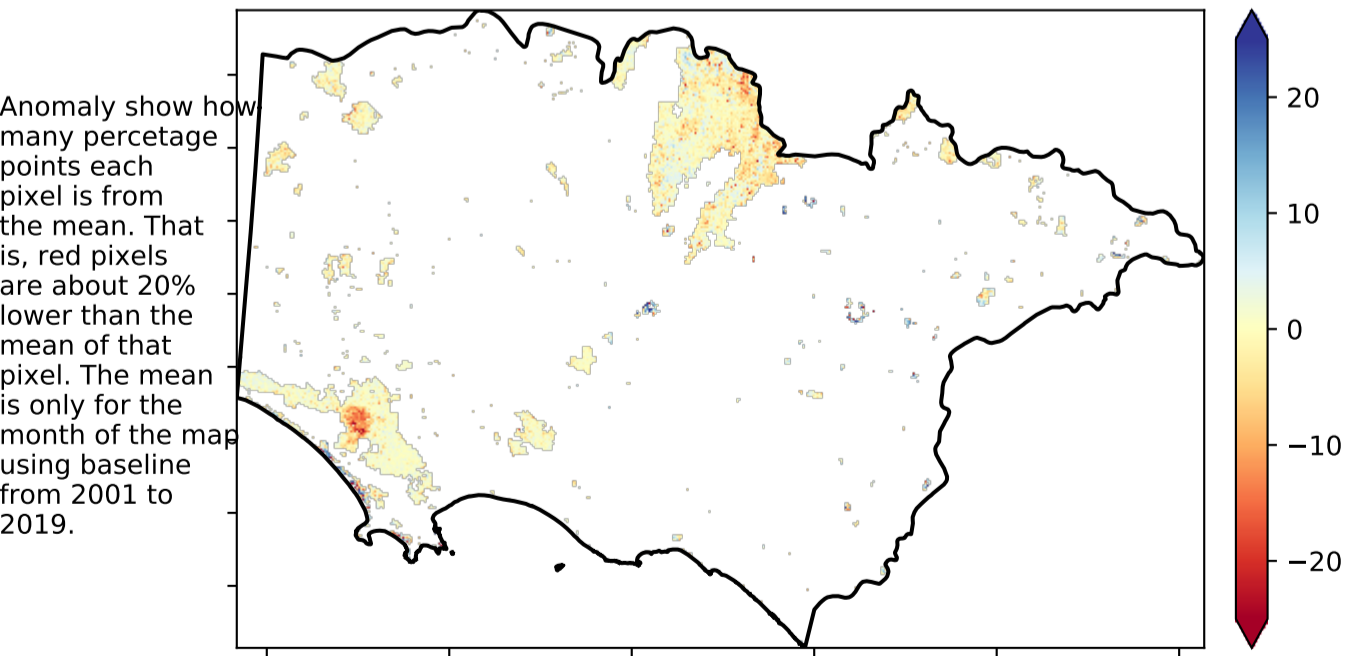 Anomaly show how
many percetage
points each
pixel is from
the mean. That
is, red pixels
are about 20%
lower than the
mean of that
pixel. The mean
is only for the
month of the map
using baseline
from 2001 to
2019.
20
10
0
−10
−20